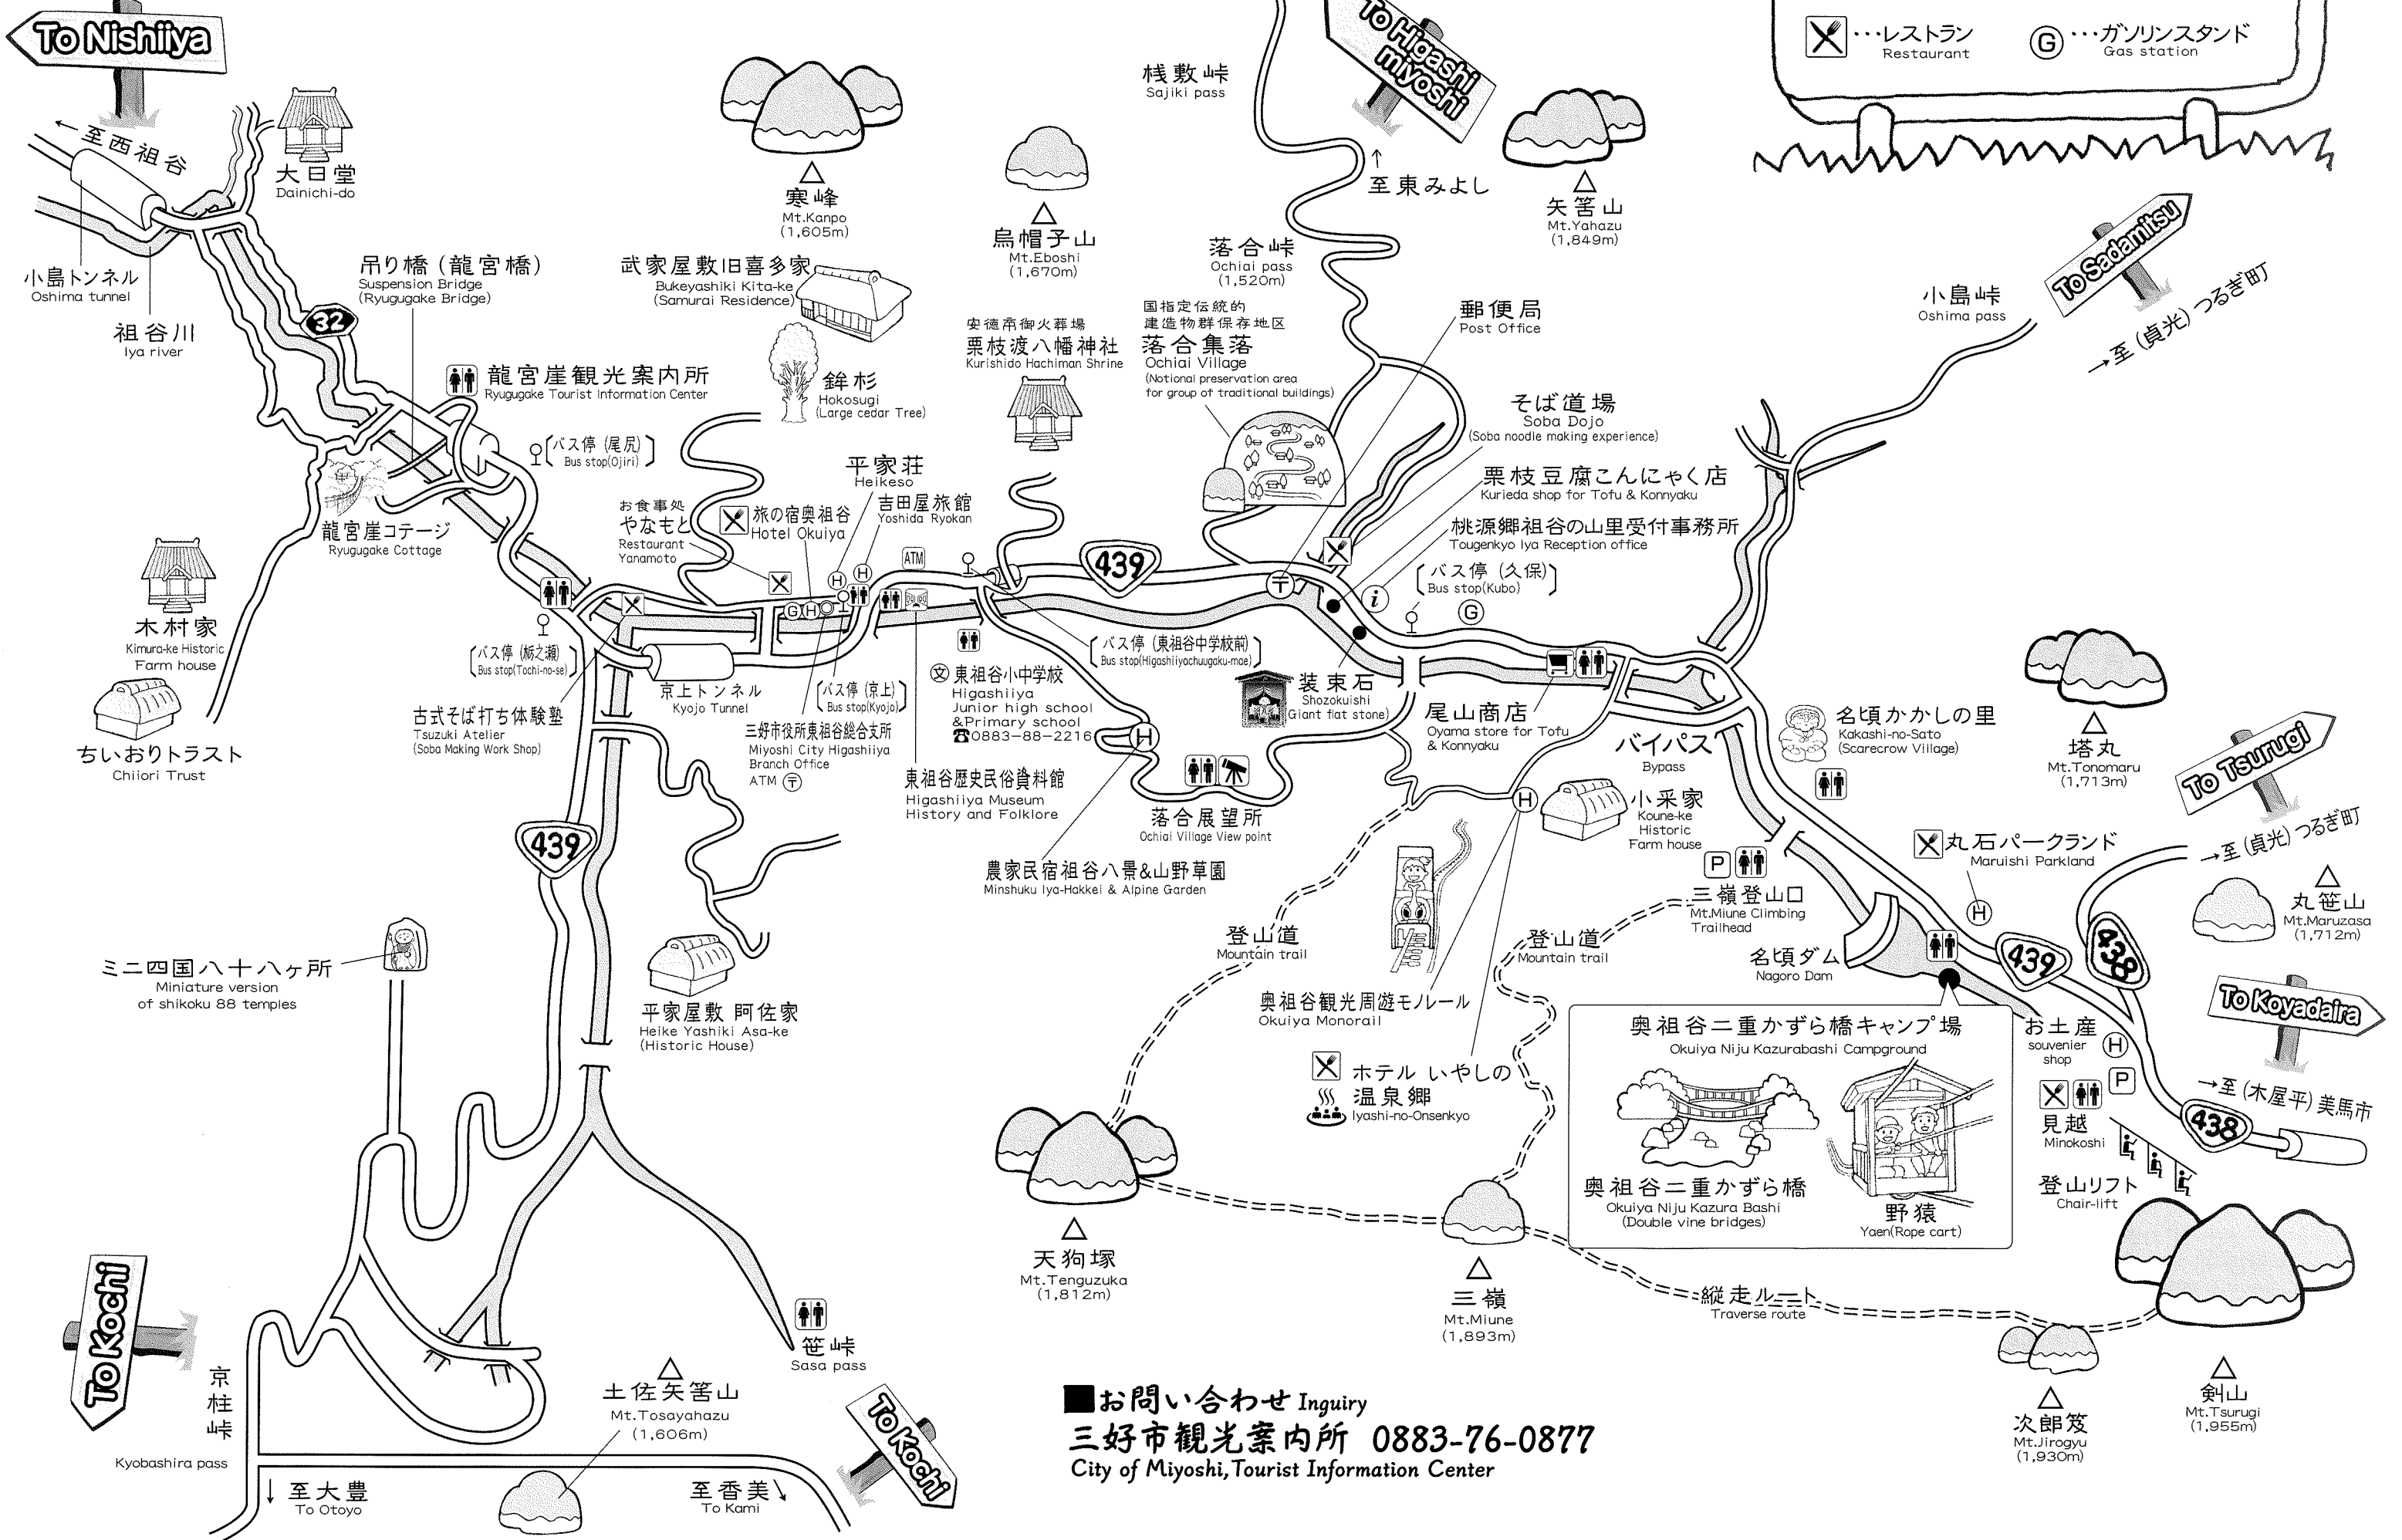 To Nishiiya
←至西祖谷
大日堂
Dainichi-do
小島トンネル
Oshima tunnel
祖谷川
Iya river
32
吊り橋（龍宮橋）
Suspension Bridge
(Ryugugake Bridge)
寒峰
Mt.Kanpo
(1,605m)
烏帽子山
Mt.Eboshi
(1,670m)
桟敷峠
Sajiki pass
To Higashi
miyoshi
↑
至東みよし
矢筈山
Mt.Yahazu
(1,849m)
…レストラン
Restaurant
G…ガソリンスタンド
Gas station
To Sadamitsu
→至(貞光)つるぎ町
小島峠
Oshima pass
武家屋敷旧喜多家
Bukeyashiki Kita-ke
(Samurai Residence)
鉾杉
Hokosugi
(Large cedar Tree)
安徳帝御火葬場
栗枝渡八幡神社
Kurishido Hachiman Shrine
落合峠
Ochiai pass
(1,520m)
国指定伝統的
建造物群保存地区
落合集落
Ochiai Village
(Notional preservation area
for group of traditional buildings)
郵便局
Post Office
そば道場
Soba Dojo
(Soba noodle making experience)
栗枝豆腐こんにゃく店
Kurieda shop for Tofu & Konnyaku
桃源郷祖谷の山里受付事務所
Tougenkyo Iya Reception office
バス停（久保）
Bus stop(Kubo)
G
i
龍宮崖観光案内所
Ryugugake Tourist Information Center
バス停（尾尻）
Bus stop(Ojiri)
龍宮崖コテージ
Ryugugake Cottage
木村家
Kimura-ke Historic
Farm house
ちいおりトラスト
Chiiori Trust
お食事処
やなもと
Restaurant
Yanamoto
旅の宿奥祖谷
Hotel Okuiya
平家荘
Heikeso
吉田屋旅館
Yoshida Ryokan
H
H
ATM
G
H
439
〒
バス停（栃之瀬）
Bus stop(Tochi-no-se)
古式そば打ち体験塾
Tsuzuki Atelier
(Soba Making Work Shop)
京上トンネル
Kyojo Tunnel
バス停（京上）
Bus stop(Kyojo)
三好市役所東祖谷総合支所
Miyoshi City Higashiiya
Branch Office
ATM 〒
東祖谷歴史民俗資料館
Higashiiya Museum
History and Folklore
文 東祖谷小中学校
Higashiiya
Junior high school
&Primary school
☎0883-88-2216
バス停（東祖谷中学校前）
Bus stop(Higashiiyachuugaku-mae)
H
農家民宿祖谷八景&山野草園
Minshuku Iya-Hakkei & Alpine Garden
落合展望所
Ochiai Village View point
装束石
Shozokuishi
Giant flat stone)
尾山商店
Oyama store for Tofu
& Konnyaku
バイパス
Bypass
H
小采家
Koune-ke
Historic
Farm house
名頃かかしの里
Kakashi-no-Sato
(Scarecrow Village)
塔丸
Mt.Tonomaru
(1,713m)
To Tsurugi
→至(貞光)つるぎ町
丸石パークランド
Maruishi Parkland
H
丸笹山
Mt.Maruzasa
(1,712m)
P
三嶺登山口
Mt.Miune Climbing
Trailhead
名頃ダム
Nagoro Dam
439
438
To Koyadaira
→至(木屋平)美馬市
438
439
平家屋敷 阿佐家
Heike Yashiki Asa-ke
(Historic House)
ミニ四国八十八ヶ所
Miniature version
of shikoku 88 temples
登山道
Mountain trail
登山道
Mountain trail
奥祖谷観光周遊モノレール
Okuiya Monorail
ホテル いやしの
温泉郷
Iyashi-no-Onsenkyo
奥祖谷二重かずら橋キャンプ場
Okuiya Niju Kazurabashi Campground
奥祖谷二重かずら橋
Okuiya Niju Kazura Bashi
(Double vine bridges)
野猿
Yaen(Rope cart)
お土産
souvenier
shop
H
P
見越
Minokoshi
登山リフト
Chair-lift
天狗塚
Mt.Tenguzuka
(1,812m)
三嶺
Mt.Miune
(1,893m)
縦走ルート
Traverse route
次郎笈
Mt.Jirogyu
(1,930m)
剣山
Mt.Tsurugi
(1,955m)
To Kochi
京柱峠
Kyobashira pass
↓至大豊
To Otoyo
土佐矢筈山
Mt.Tosayahazu
(1,606m)
笹峠
Sasa pass
至香美↘
To Kami
To Kochi
■お問い合わせ Inguiry
三好市観光案内所 0883-76-0877
City of Miyoshi,Tourist Information Center